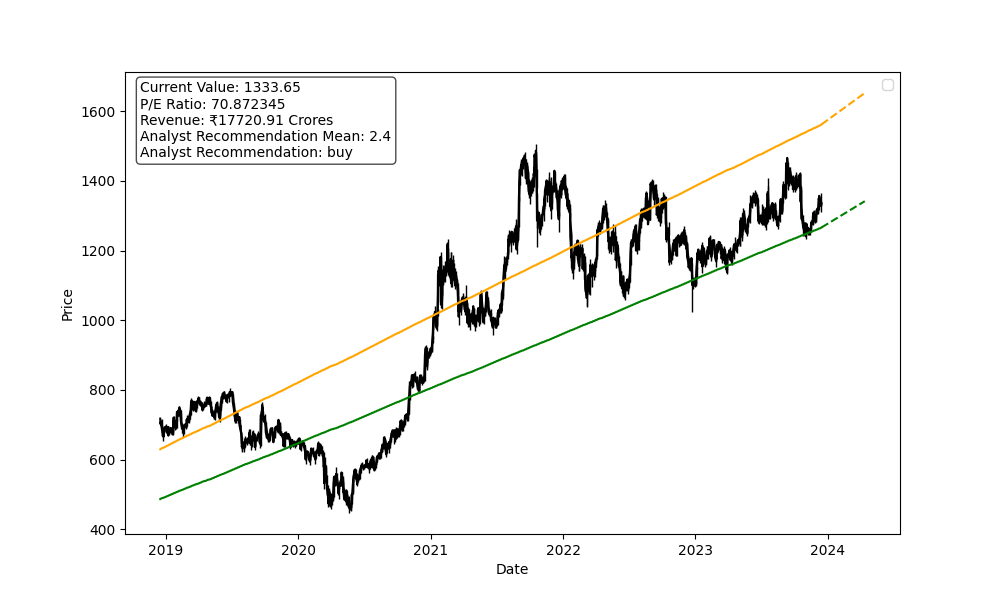 Current Value: 1333.65
P/E Ratio: 70.872345
Revenue: ₹17720.91 Crores
Analyst Recommendation Mean: 2.4
Analyst Recommendation: buy
1600
1400
1200
1000
800
600
400
Price
2019 2020 2021 2022 2023 2024
Date